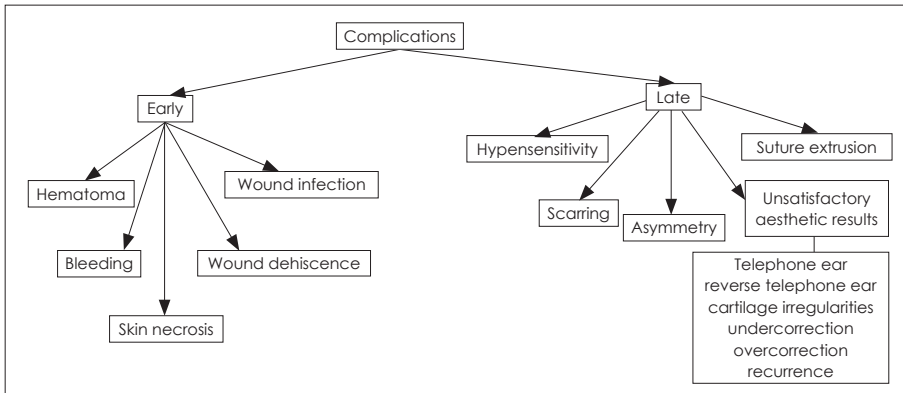 Complications
Early
Late
Hypensitivity
Suture extrusion
Hematoma
Wound infection
Scarring
Asymmetry
Unsatisfactory
aesthetic results
Bleeding
Wound dehiscence
Skin necrosis
Telephone ear
reverse telephone ear
cartilage irregularities
undercorrection
overcorrection
recurrence